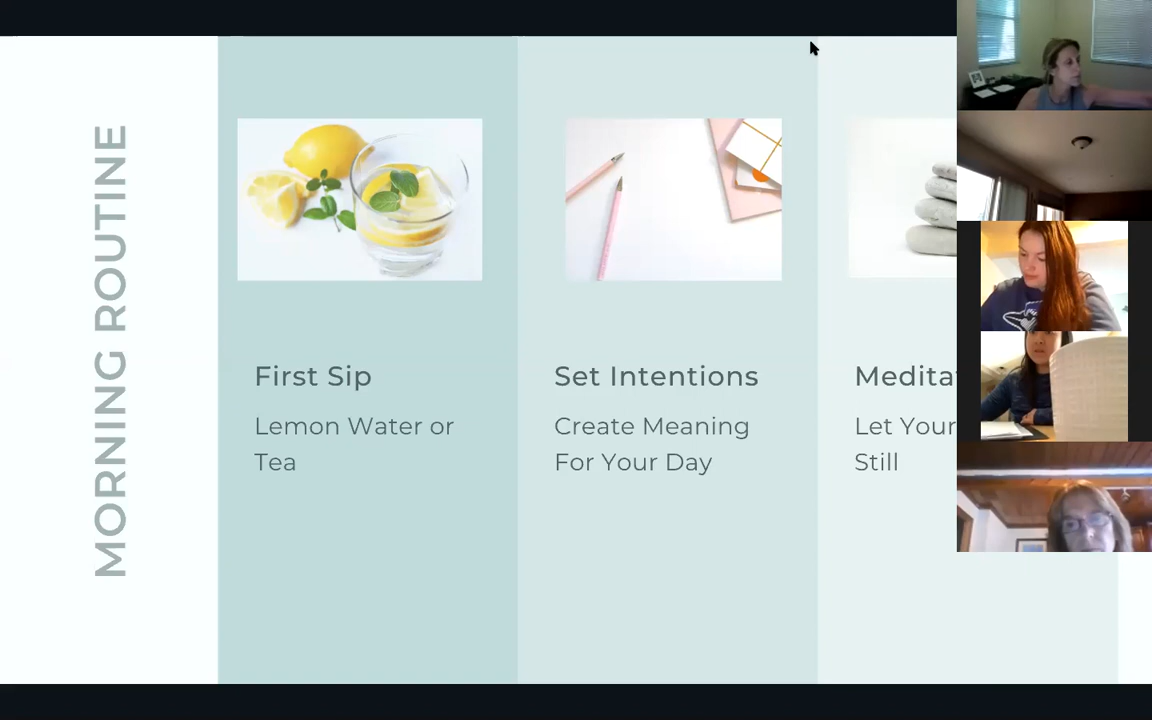 MORNING ROUTINE
First Sip
Lemon Water or
Tea
Set Intentions
Create Meaning
For Your Day
Medita
Let Your
Still